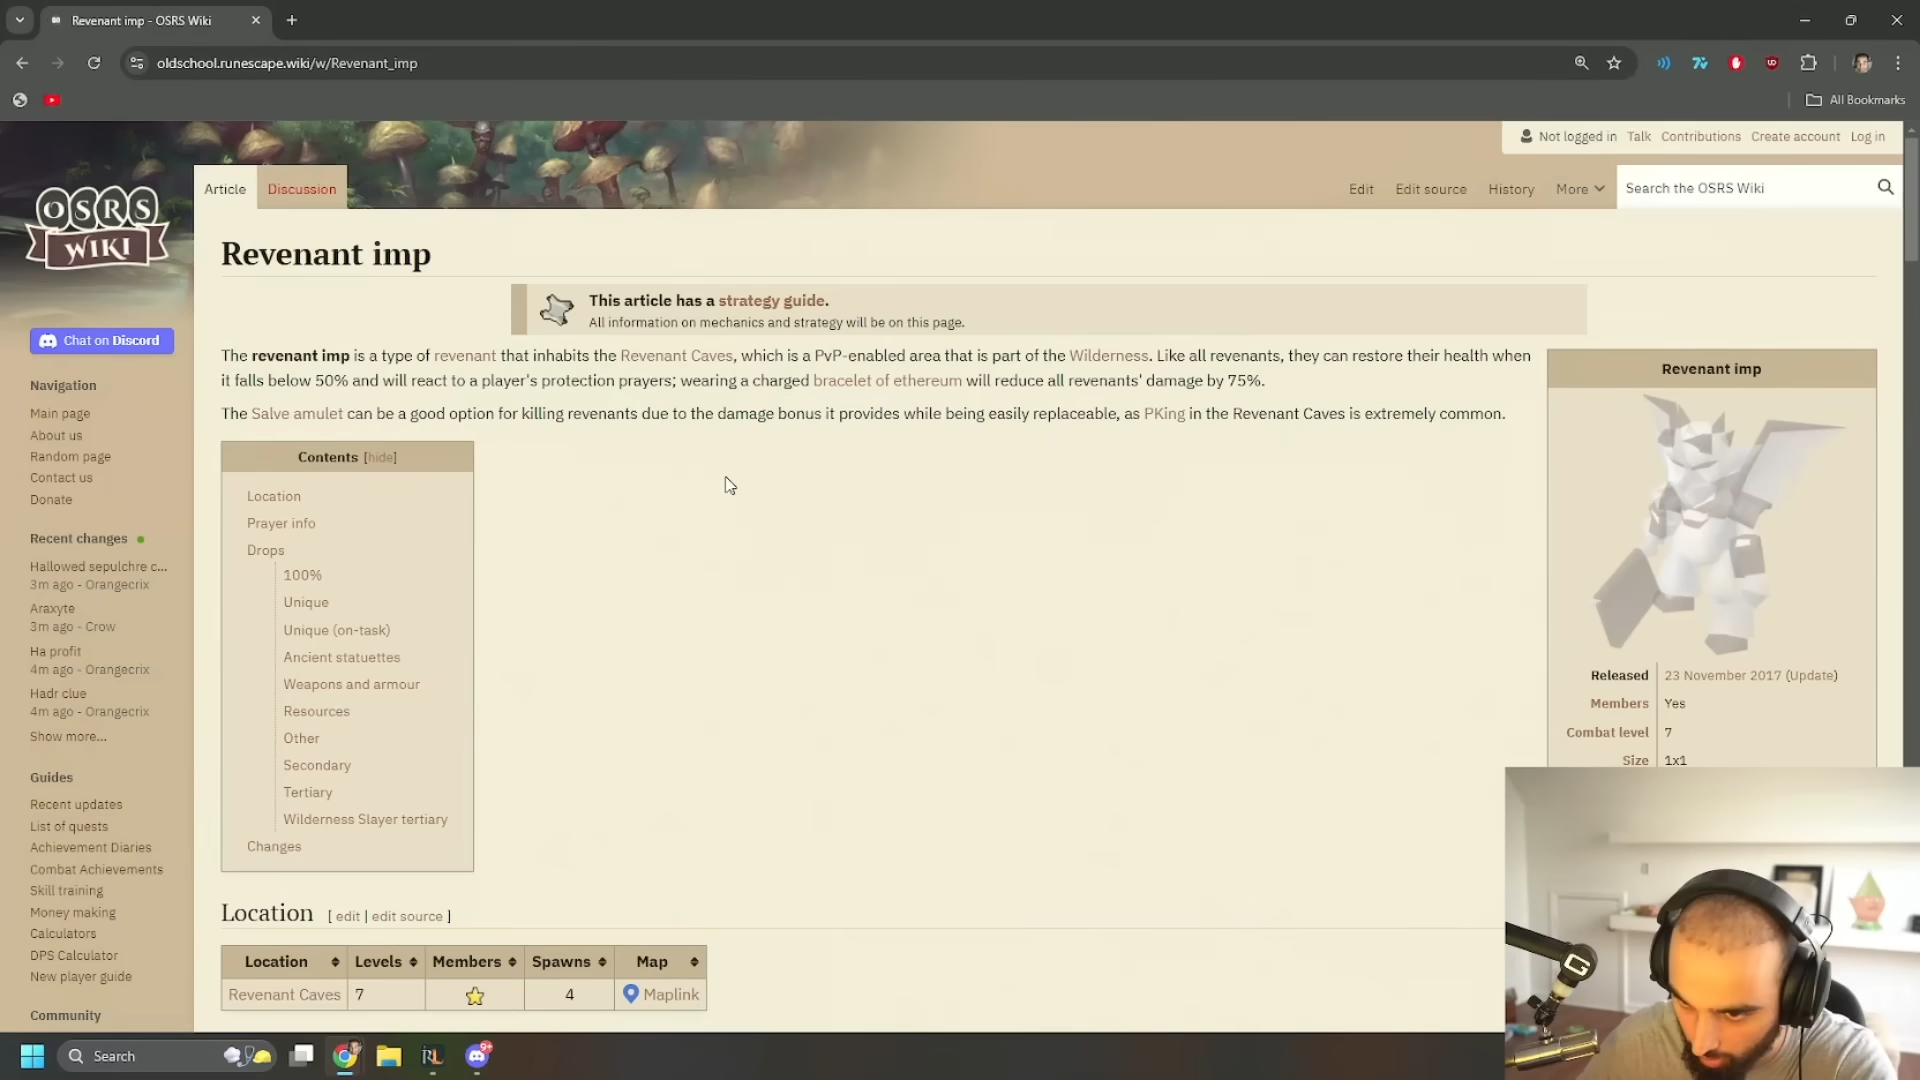 Revenant imp - OSRS Wiki
oldschool.runescape.wiki/w/Revenant_imp
All Bookmarks
Not logged in Talk Contributions Create account Log in
Article Discussion Edit Edit source History More Search the OSRS Wiki
OSRS
WIKI
Chat on Discord
Navigation
Main page
About us
Random page
Contact us
Donate
Recent changes
Hallowed sepulchre c...
3m ago - Orangecrix
Araxyte
3m ago - Crow
Ha profit
4m ago - Orangecrix
Hadr clue
4m ago - Orangecrix
Show more...
Guides
Recent updates
List of quests
Achievement Diaries
Combat Achievements
Skill training
Money making
Calculators
DPS Calculator
New player guide
Community
Revenant imp
This article has a strategy guide.
All information on mechanics and strategy will be on this page.
The revenant imp is a type of revenant that inhabits the Revenant Caves, which is a PvP-enabled area that is part of the Wilderness. Like all revenants, they can restore their health when
it falls below 50% and will react to a player's protection prayers; wearing a charged bracelet of ethereum will reduce all revenants' damage by 75%.
The Salve amulet can be a good option for killing revenants due to the damage bonus it provides while being easily replaceable, as PKing in the Revenant Caves is extremely common.
Contents [hide]
Location
Prayer info
Drops
100%
Unique
Unique (on-task)
Ancient statuettes
Weapons and armour
Resources
Other
Secondary
Tertiary
Wilderness Slayer tertiary
Changes
Revenant imp
Released 23 November 2017 (Update)
Members Yes
Combat level 7
Size 1x1
Location [ edit | edit source ]
Location Levels Members Spawns Map
Revenant Caves 7 4 Maplink
Search
RL
9+
G